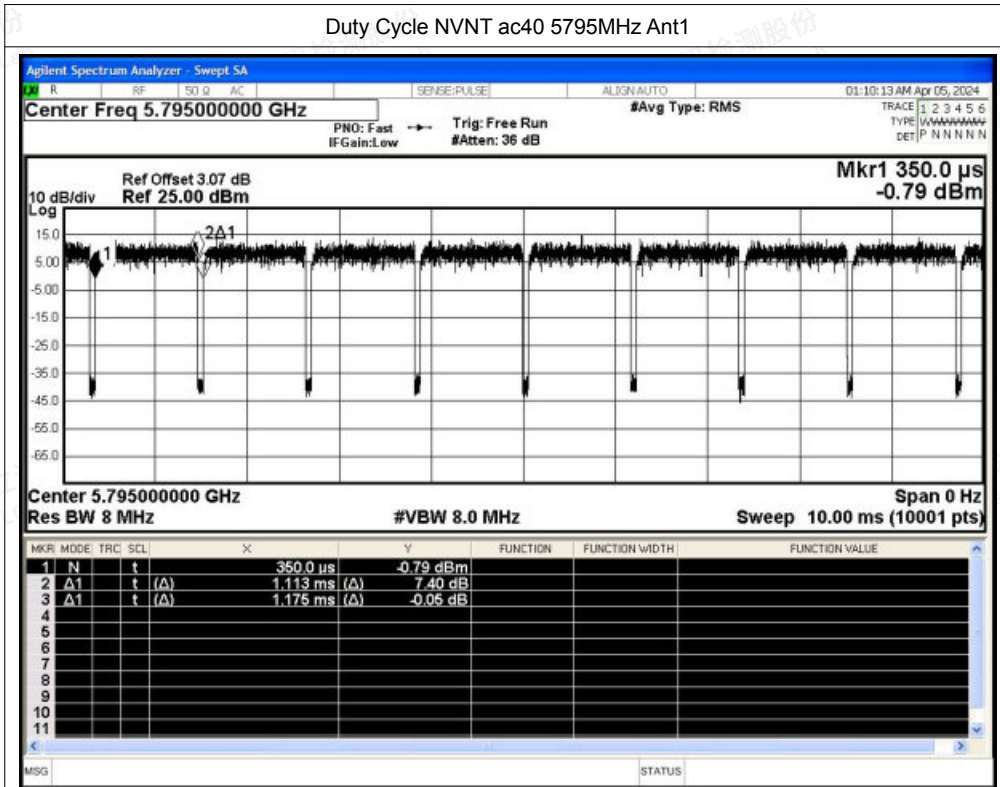 Duty Cycle NVNT ac40 5795MHz Ant1
Agilent Spectrum Analyzer - Swept SA
R RF 50 Ω AC SENSE:PULSE ALIGN AUTO 01:10:13 AM Apr 05, 2024
Center Freq 5.795000000 GHz #Avg Type: RMS TRACE 1 2 3 4 5 6
PNO: Fast Trig: Free Run TYPE
IFGain:Low #Atten: 36 dB DET P N N N N N
Mkr1 350.0 µs
Ref Offset 3.07 dB
10 dB/div Ref 25.00 dBm -0.79 dBm
Log
15.0
2Δ1
1
5.00
-5.00
-15.0
-25.0
-35.0
-45.0
-55.0
-65.0
Center 5.795000000 GHz Span 0 Hz
Res BW 8 MHz #VBW 8.0 MHz Sweep 10.00 ms (10001 pts)
MKR MODE TRC SCL X Y FUNCTION FUNCTION WIDTH FUNCTION VALUE
1 N t 350.0 µs -0.79 dBm
2 Δ1 t (Δ) 1.113 ms (Δ) 7.40 dB
3 Δ1 t (Δ) 1.175 ms (Δ) -0.05 dB
4
5
6
7
8
9
10
11
MSG STATUS